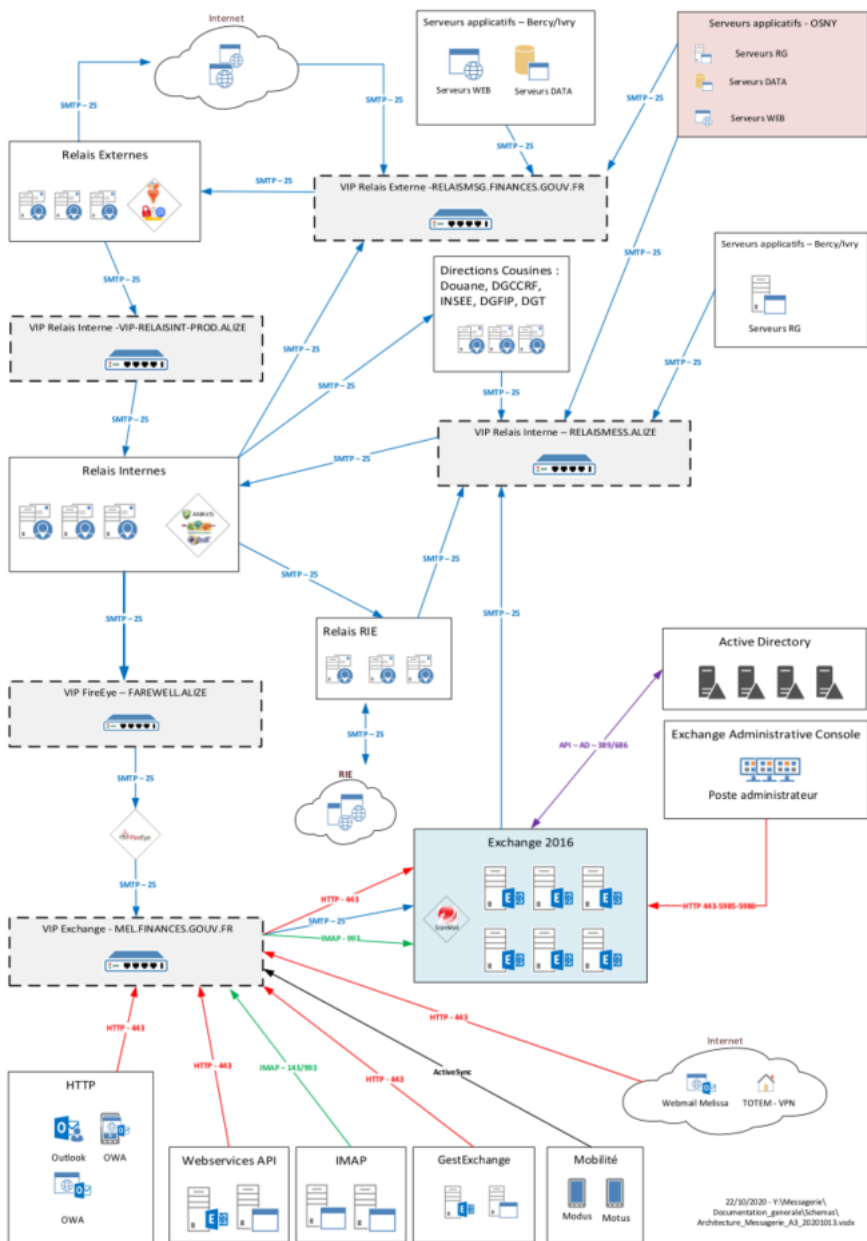 Internet
SMTP – 25
SMTP – 25
Serveurs applicatifs – Bercy/Ivry
Serveurs WEB
Serveurs DATA
SMTP – 25
Serveurs applicatifs - OSNY
Serveurs RG
Serveurs DATA
Serveurs WEB
SMTP – 25
SMTP – 25
Relais Externes
SMTP – 25
VIP Relais Externe -RELAISMSG.FINANCES.GOUV.FR
SMTP – 25
SMTP – 25
Directions Cousines :
Douane, DGCCRF,
INSEE, DGFIP, DGT
Serveurs applicatifs – Bercy/Ivry
Serveurs RG
VIP Relais Interne -VIP-RELAISINT-PROD.ALIZE
SMTP – 25
SMTP – 25
SMTP – 25
SMTP – 25
VIP Relais Interne – RELAISMESS.ALIZE
SMTP – 25
Relais Internes
SMTP – 25
SMTP – 25
SMTP – 25
SMTP – 25
Relais RIE
Active Directory
VIP FireEye – FAREWELL.ALIZE
SMTP – 25
API – AD – 389/686
Exchange Administrative Console
Poste administrateur
RIE
SMTP – 25
FireEye
SMTP – 25
Exchange 2016
ScanMail
HTTP - 443
SMTP – 25
IMAP - 993
HTTP 443-5985-5986
VIP Exchange - MEL.FINANCES.GOUV.FR
HTTP - 443
HTTP - 443
IMAP – 143/993
HTTP - 443
ActiveSync
HTTP - 443
Internet
Webmail Melissa
TOTEM - VPN
HTTP
Outlook
OWA
OWA
Webservices API
IMAP
GestExchange
Mobilité
Modus
Motus
22/10/2020 - Y:\Messagerie\
Documentation_generale\Schemas\
Architecture_Messagerie_A3_20201013.vsdx